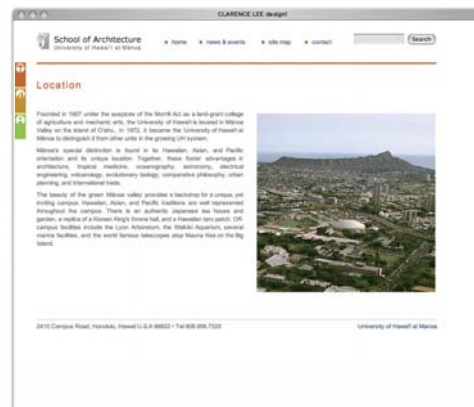 CLARENCE LEE design!
School of Architecture
University of Hawai'i at Mānoa
home
news & events
site map
contact
Search
Location
Founded in 1907 under the auspices of the Morrill Act as a land-grant college
of agriculture and mechanic arts, the University of Hawai'i is located in Mānoa
Valley on the island of O'ahu,. In 1972, it became the University of Hawai'i at
Mānoa to distinguish it from other units in the growing UH system.
Mānoa's special distinction is found in its Hawaiian, Asian, and Pacific
orientation and its unique location. Together, these foster advantages in
architecture, tropical medicine, oceanography, astronomy, electrical
engineering, volcanology, evolutionary biology, comparative philosophy, urban
planning, and international trade.
The beauty of the green Mānoa valley provides a backdrop for a unique, yet
inviting campus. Hawaiian, Asian, and Pacific traditions are well represented
throughout the campus. There is an authentic Japanese tea house and
garden, a replica of a Korean King's throne hall, and a Hawaiian taro patch. Off-
campus facilities include the Lyon Arboretum, the Waikiki Aquarium, several
marine facilities, and the world famous telescopes atop Mauna Kea on the Big
Island.
2410 Campus Road, Honolulu, Hawaii U.S.A 96822 • Tel 808.956.7225
University of Hawai'i at Mānoa